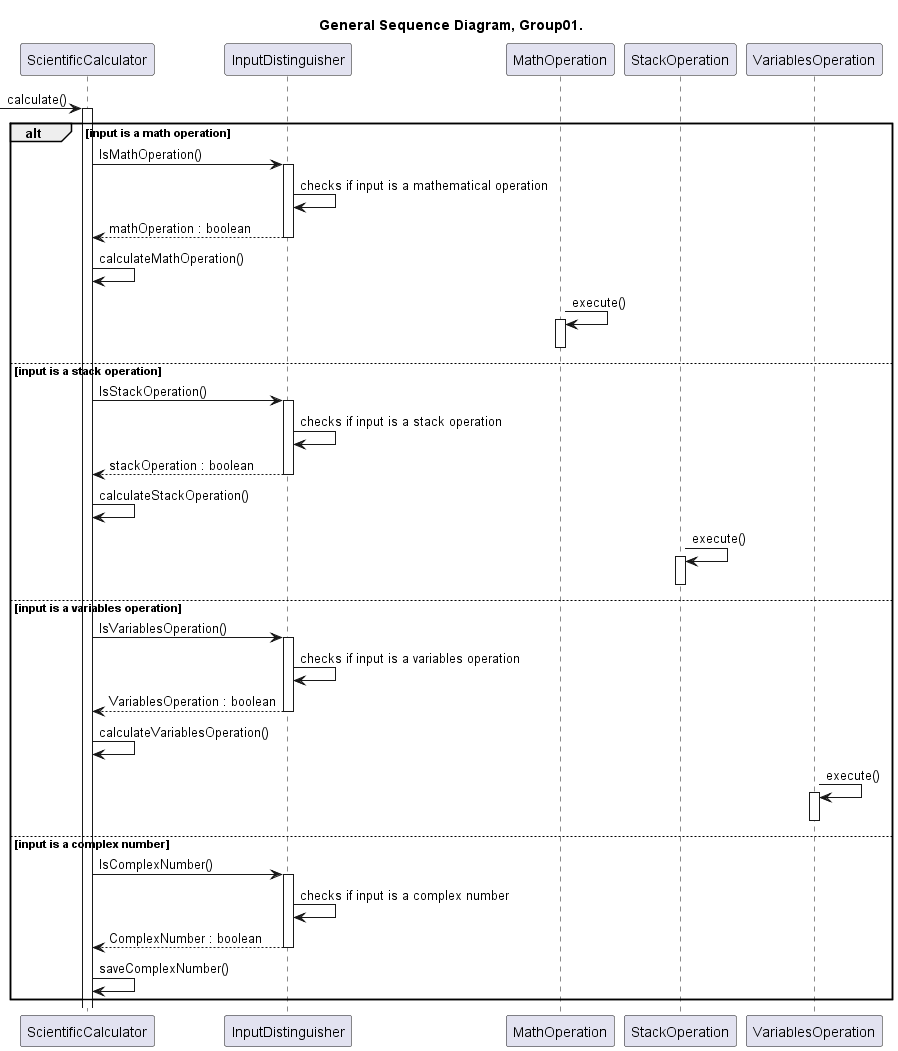 General Sequence Diagram, Group01.
ScientificCalculator InputDistinguisher MathOperation StackOperation VariablesOperation
calculate()
alt [input is a math operation]
IsMathOperation()
checks if input is a mathematical operation
mathOperation : boolean
calculateMathOperation()
execute()
[input is a stack operation]
IsStackOperation()
checks if input is a stack operation
stackOperation : boolean
calculateStackOperation()
execute()
[input is a variables operation]
IsVariablesOperation()
checks if input is a variables operation
VariablesOperation : boolean
calculateVariablesOperation()
execute()
[input is a complex number]
IsComplexNumber()
checks if input is a complex number
ComplexNumber : boolean
saveComplexNumber()
ScientificCalculator InputDistinguisher MathOperation StackOperation VariablesOperation